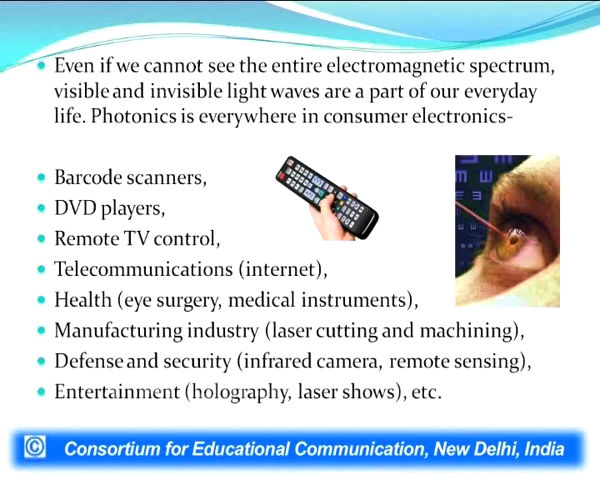 Even if we cannot see the entire electromagnetic spectrum,
visible and invisible light waves are a part of our everyday
life. Photonics is everywhere in consumer electronics-
Barcode scanners,
DVD players,
Remote TV control,
Telecommunications (internet),
Health (eye surgery, medical instruments),
Manufacturing industry (laser cutting and machining),
Defense and security (infrared camera, remote sensing),
Entertainment (holography, laser shows), etc.
© Consortium for Educational Communication, New Delhi, India